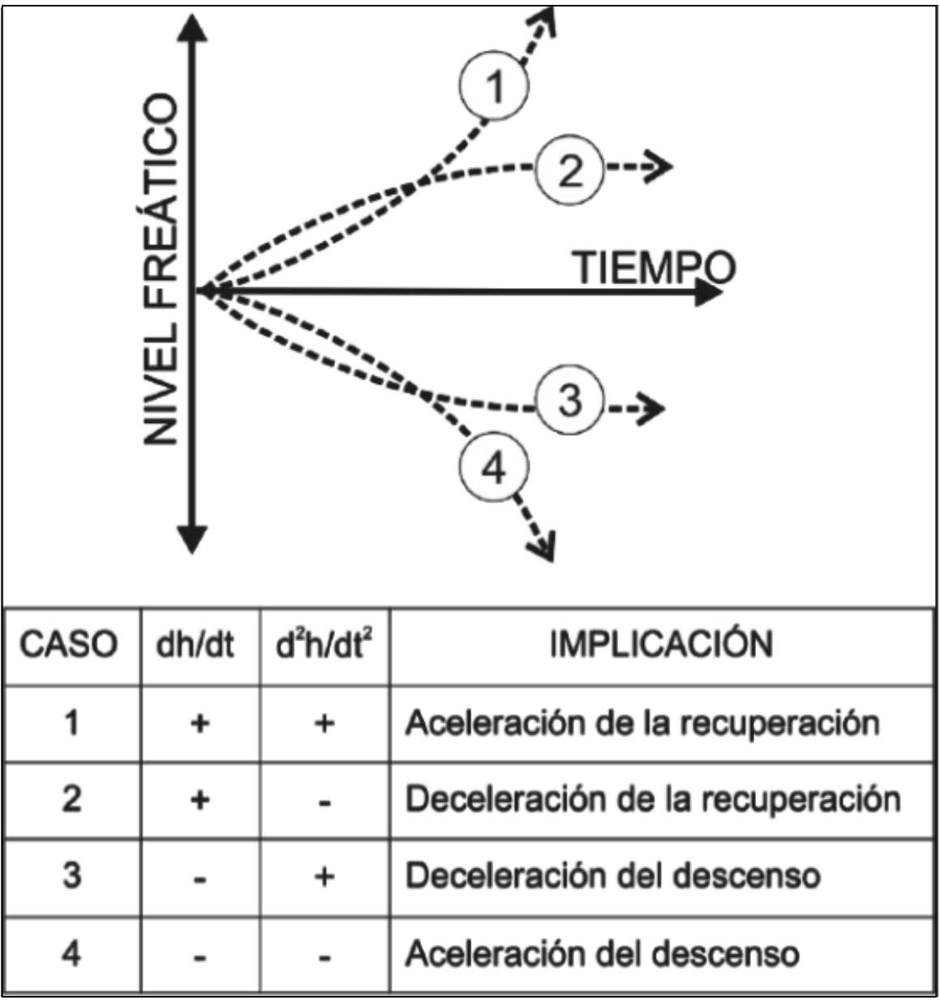 NIVEL FREÁTICO
1
2
TIEMPO
3
4
CASO dh/dt d²h/dt² IMPLICACIÓN
1 + + Aceleración de la recuperación
2 + - Deceleración de la recuperación
3 - + Deceleración del descenso
4 - - Aceleración del descenso